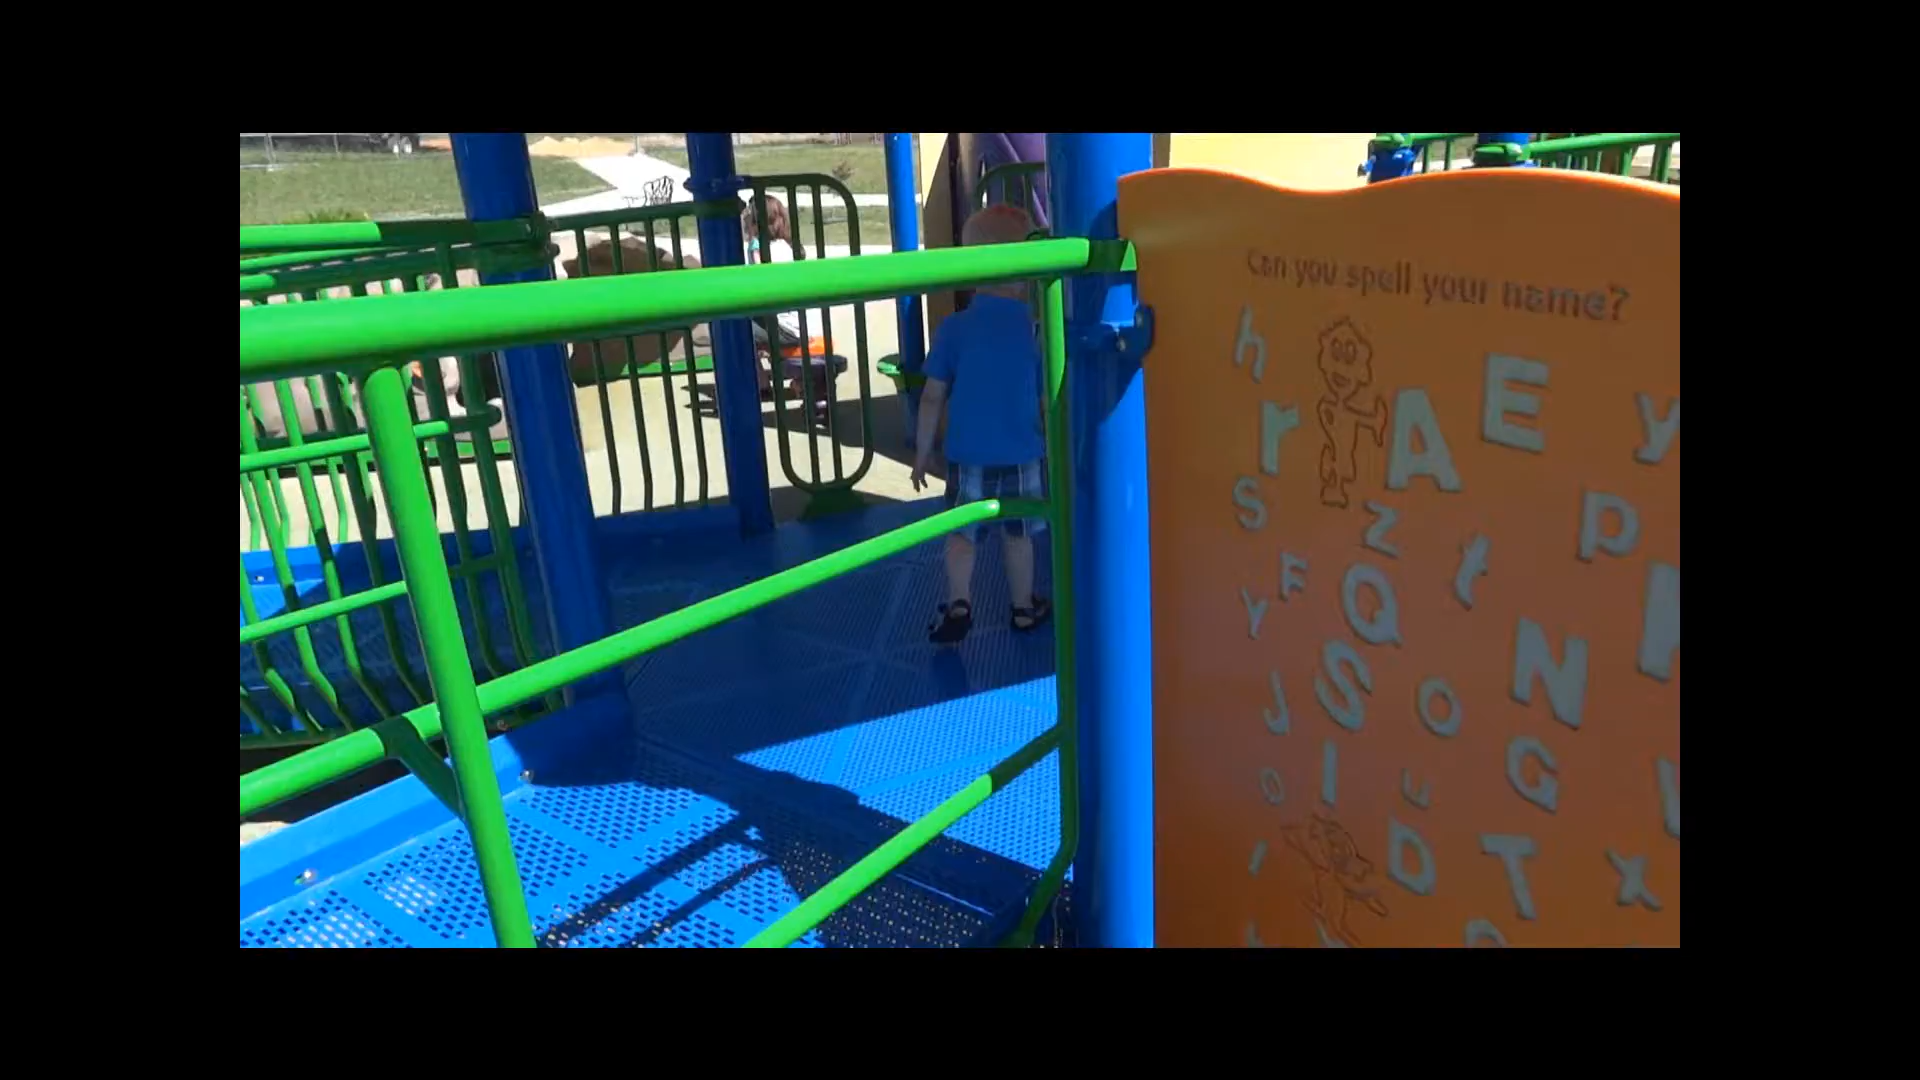 Can you spell your name?
h
E
r A y
s z p
F t
y Q
N
J S o
I G
o u
D T x